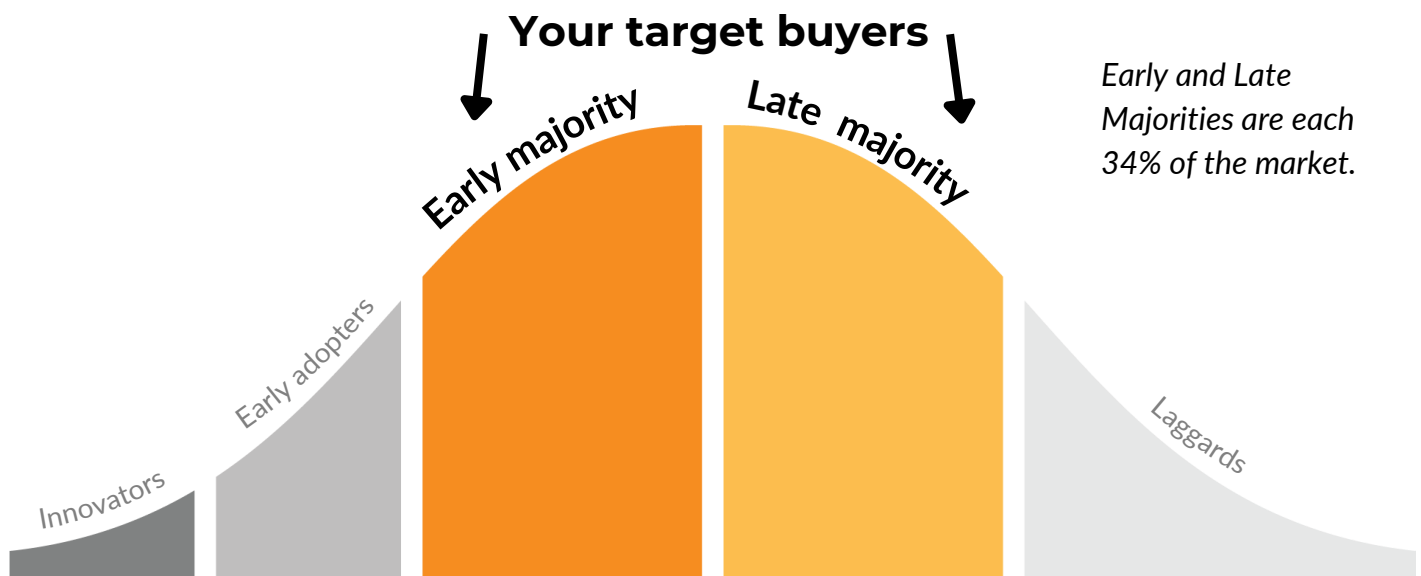 Your target buyers
Early and Late
Majorities are each
34% of the market.
Early majority
Late majority
Early adopters
Innovators
Laggards